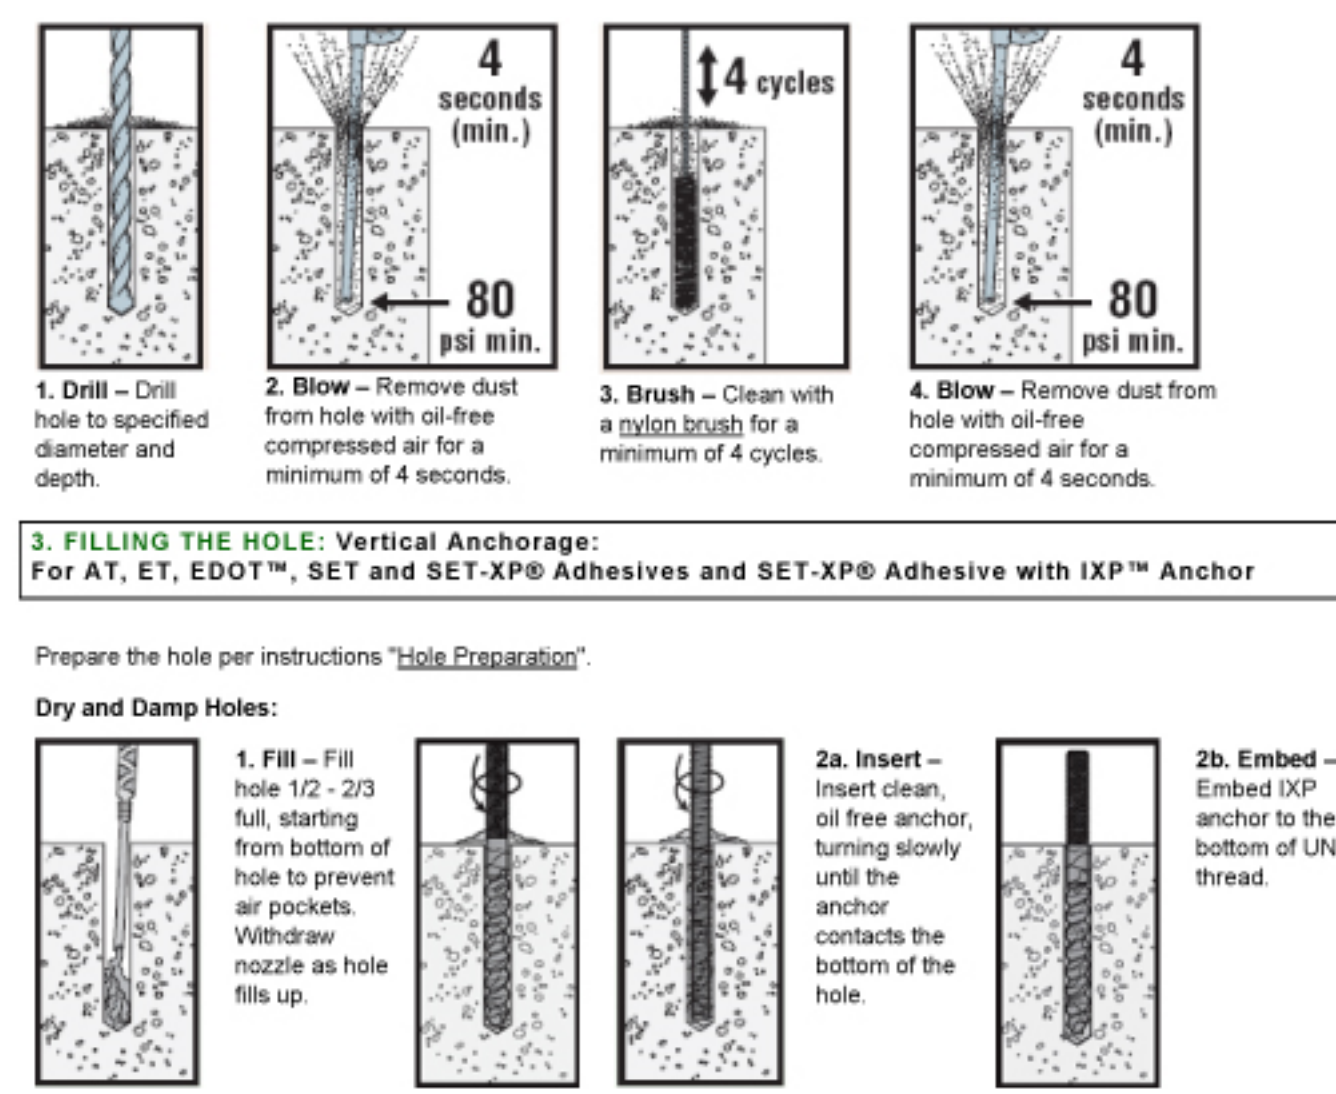 4
seconds
(min.)
80
psi min.
4 cycles
4
seconds
(min.)
80
psi min.
1. Drill – Drill
hole to specified
diameter and
depth.
2. Blow – Remove dust
from hole with oil-free
compressed air for a
minimum of 4 seconds.
3. Brush – Clean with
a nylon brush for a
minimum of 4 cycles.
4. Blow – Remove dust from
hole with oil-free
compressed air for a
minimum of 4 seconds.
3. FILLING THE HOLE: Vertical Anchorage:
For AT, ET, EDOT™, SET and SET-XP® Adhesives and SET-XP® Adhesive with IXP™ Anchor
Prepare the hole per instructions "Hole Preparation".
Dry and Damp Holes:
1. Fill – Fill
hole 1/2 - 2/3
full, starting
from bottom of
hole to prevent
air pockets.
Withdraw
nozzle as hole
fills up.
2a. Insert –
Insert clean,
oil free anchor,
turning slowly
until the
anchor
contacts the
bottom of the
hole.
2b. Embed –
Embed IXP
anchor to the
bottom of UN
thread.